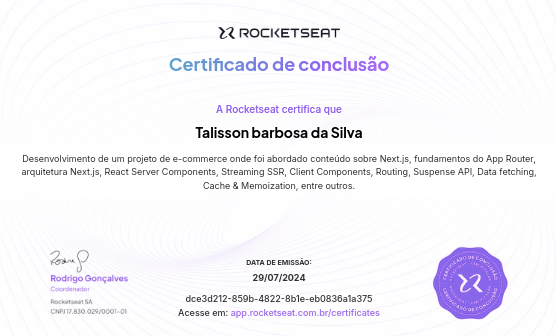 ROCKETSEAT
Certificado de conclusão
A Rocketseat certifica que
Talisson barbosa da Silva
Desenvolvimento de um projeto de e-commerce onde foi abordado conteúdo sobre Next.js, fundamentos do App Router,
arquitetura Next.js, React Server Components, Streaming SSR, Client Components, Routing, Suspense API, Data fetching,
Cache & Memoization, entre outros.
Rodrigo Gonçalves
Coordenador
Rocketseat SA
CNPJ 17.830.029/0001-01
DATA DE EMISSÃO:
29/07/2024
dce3d212-859b-4822-8b1e-eb0836a1a375
Acesse em: app.rocketseat.com.br/certificates
CERTIFICADO DE CONCLUSÃO
CERTIFICADO DE CONCLUSÃO